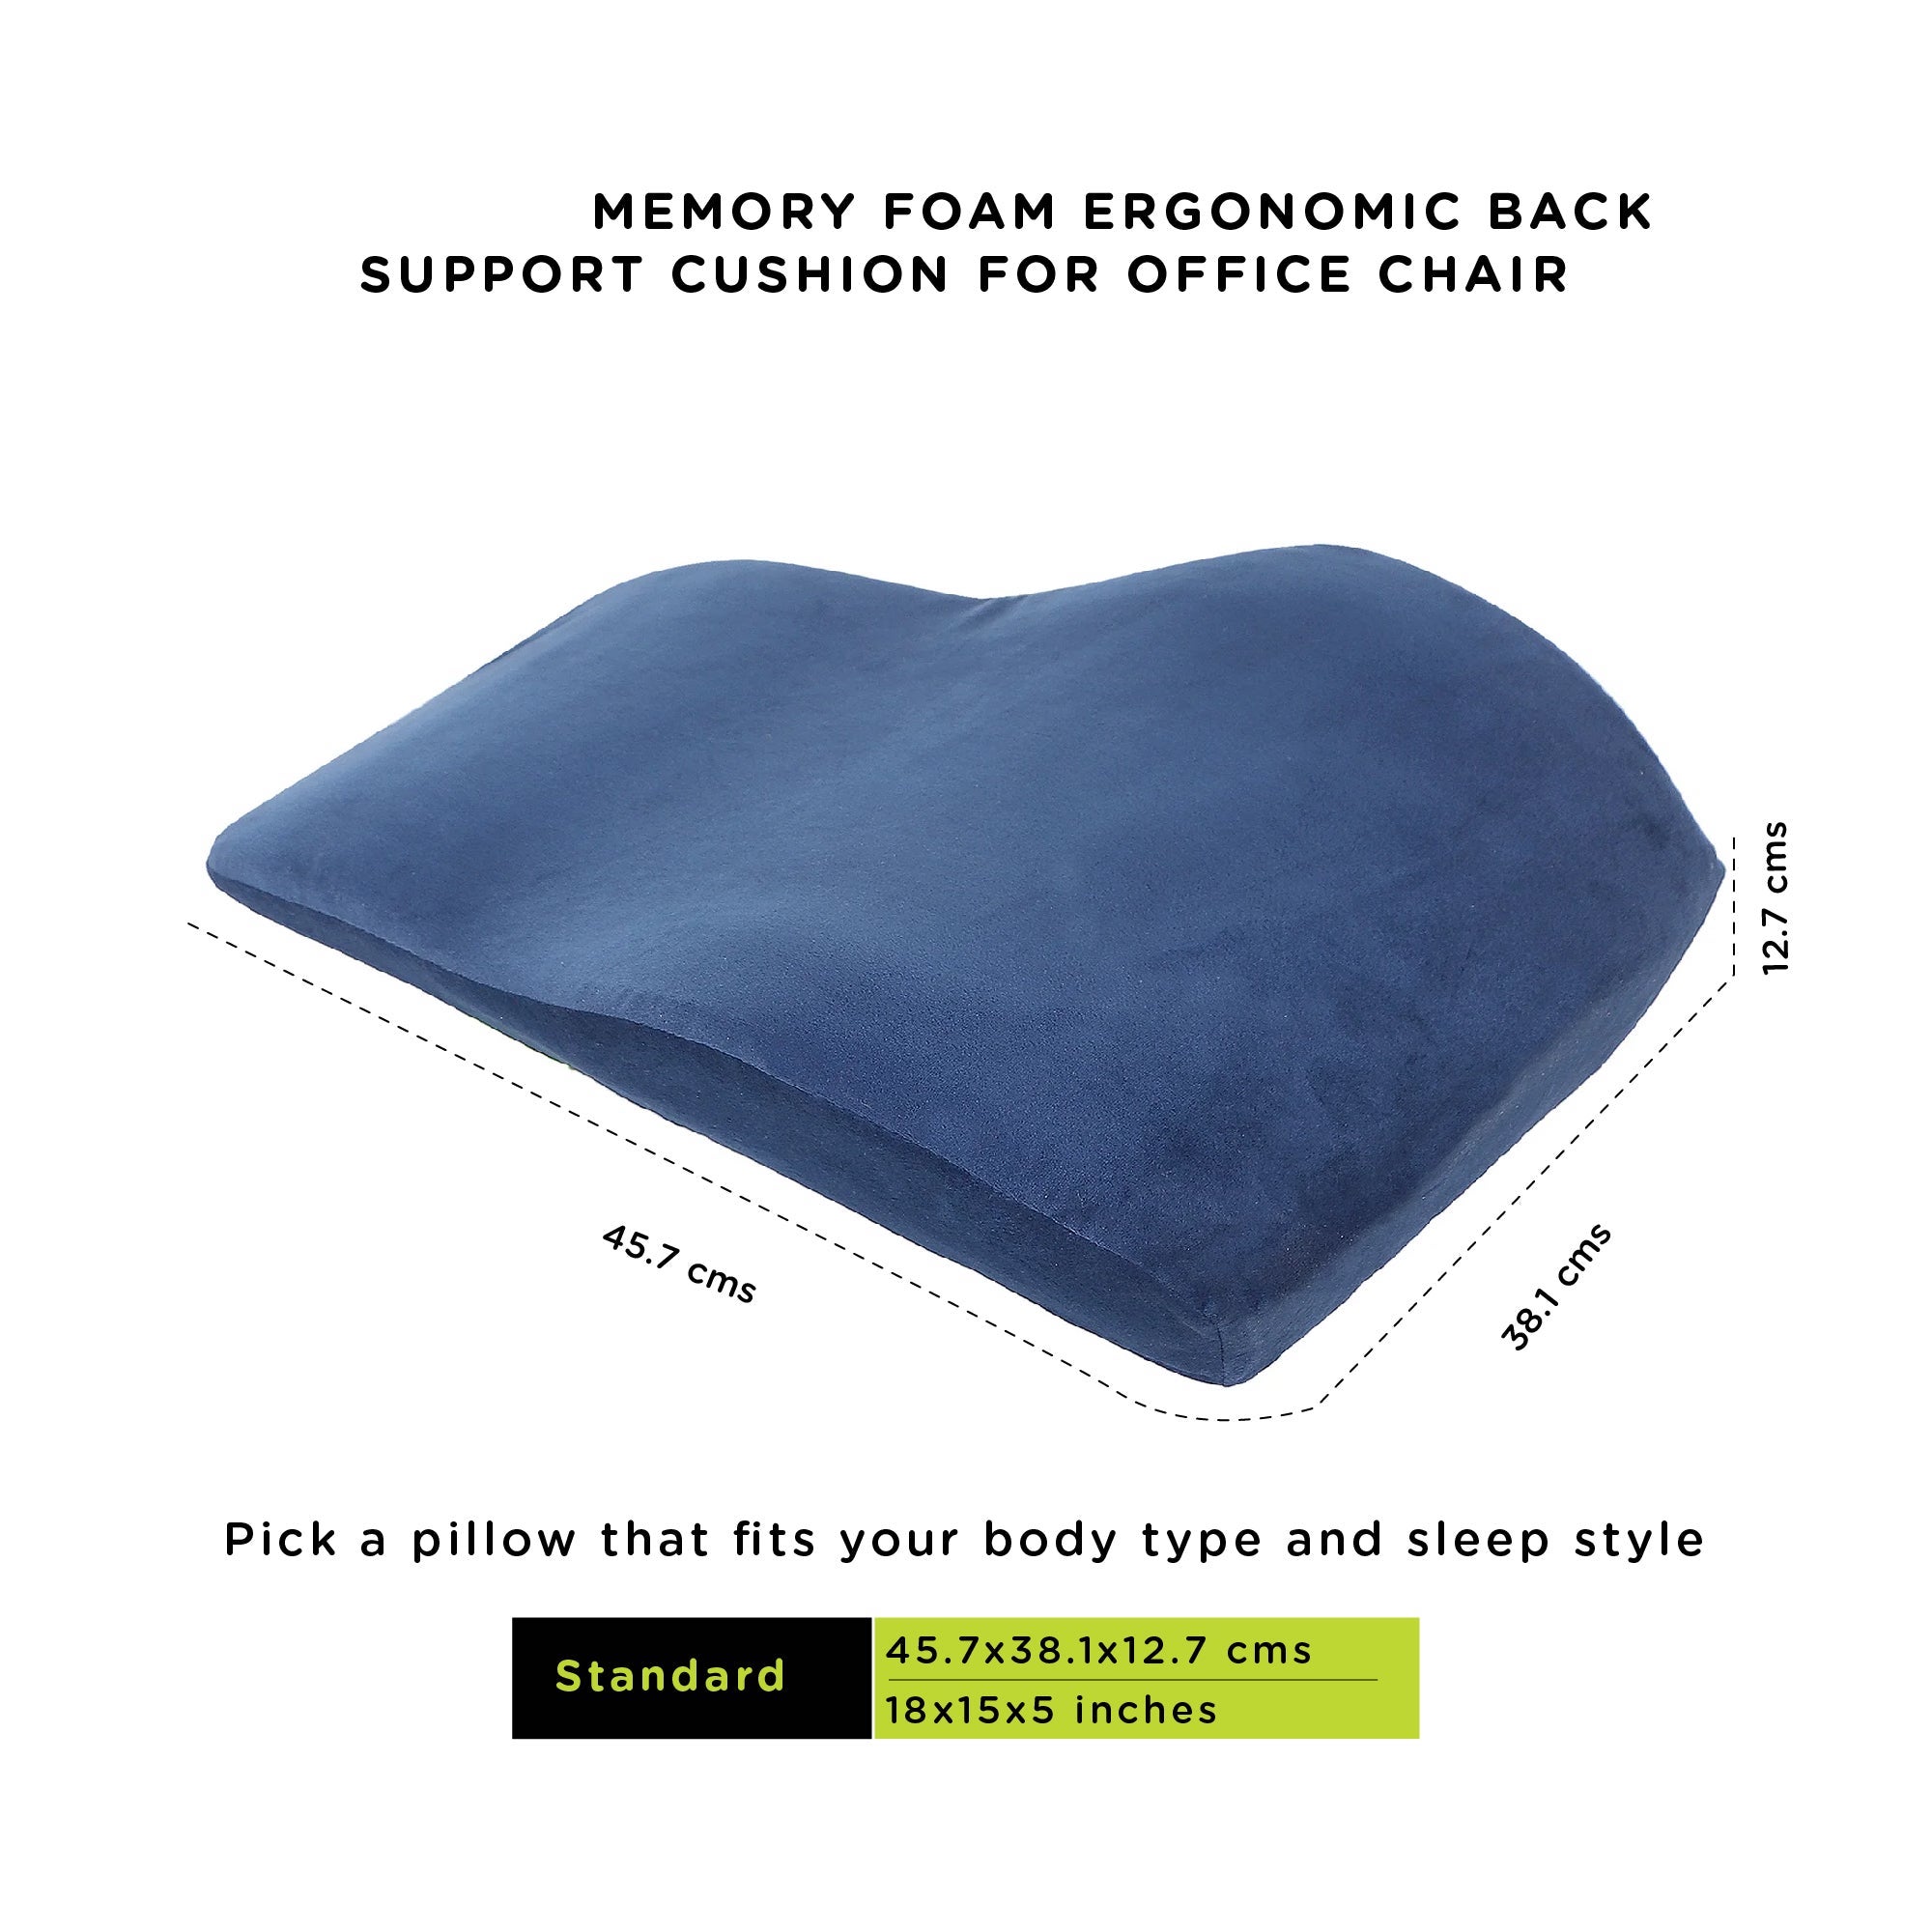 MEMORY FOAM ERGONOMIC BACK
SUPPORT CUSHION FOR OFFICE CHAIR
12.7 cms
45.7 cms
38.1 cms
Pick a pillow that fits your body type and sleep style
Standard
45.7x38.1x12.7 cms
18x15x5 inches